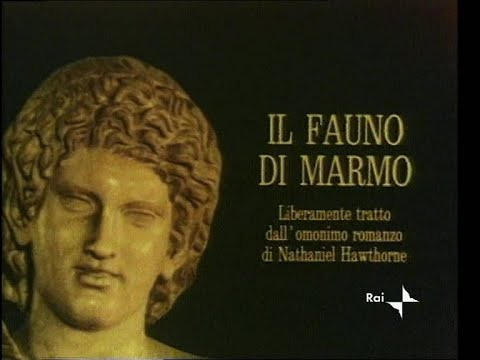 IL FAUNO
DI MARMO
Liberamente tratto
dall'omonimo romanzo
di Nathaniel Hawthorne
Rai